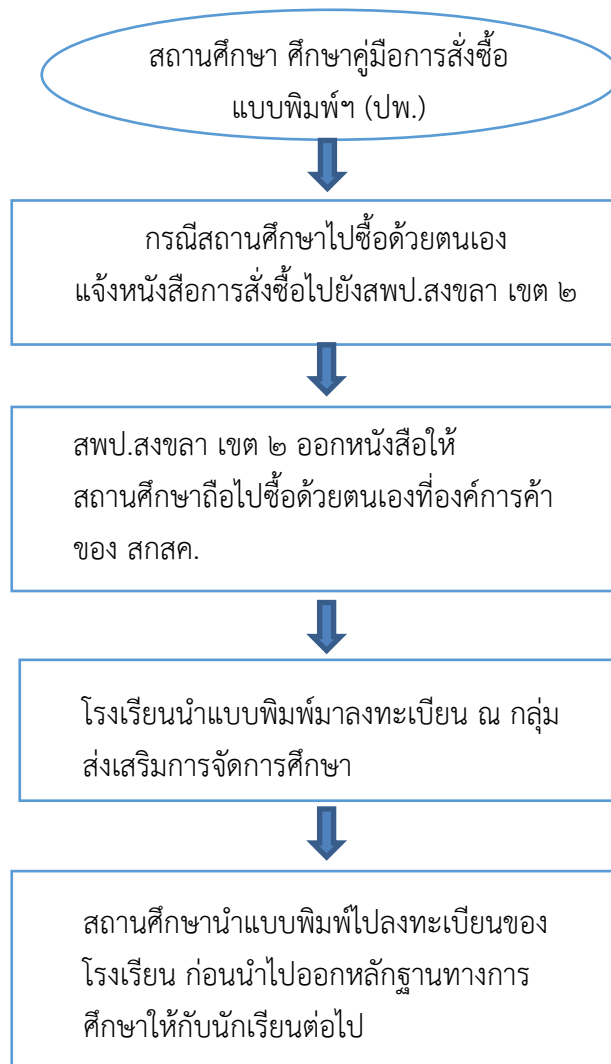 สถานศึกษา ศึกษาคู่มือการสั่งซื้อ
แบบพิมพ์ฯ (ปพ.)
กรณีสถานศึกษาไปซื้อด้วยตนเอง
แจ้งหนังสือการสั่งซื้อไปยังสพป.สงขลา เขต ๒
สพป.สงขลา เขต ๒ ออกหนังสือให้
สถานศึกษาถือไปซื้อด้วยตนเองที่องค์การค้า
ของ สกสค.
โรงเรียนนำแบบพิมพ์มาลงทะเบียน ณ กลุ่ม
ส่งเสริมการจัดการศึกษา
สถานศึกษานำแบบพิมพ์ไปลงทะเบียนของ
โรงเรียน ก่อนนำไปออกหลักฐานทางการ
ศึกษาให้กับนักเรียนต่อไป